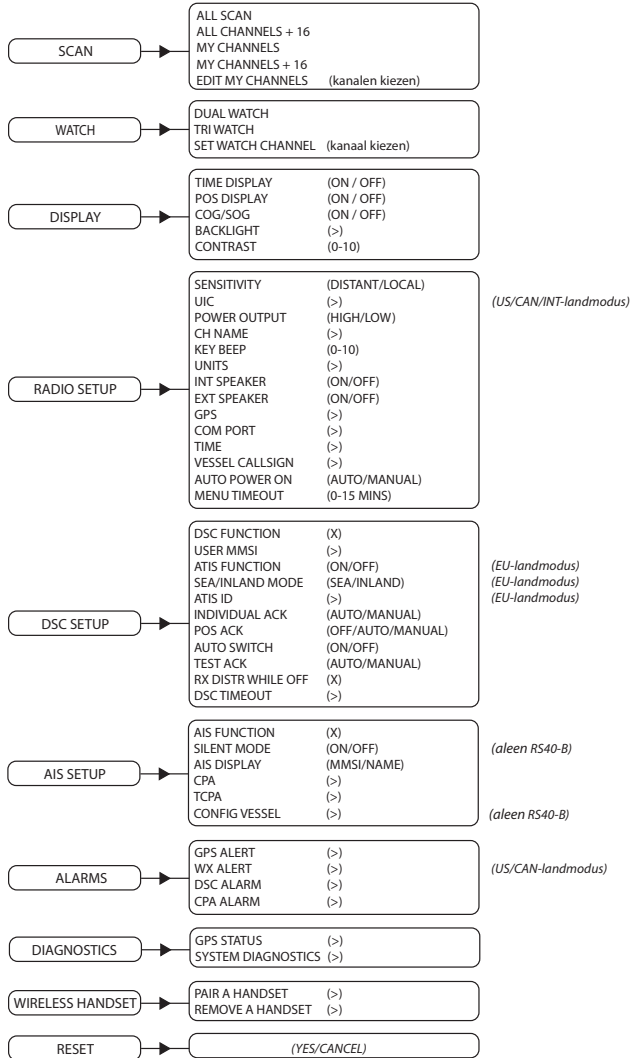 SCAN
ALL SCAN
ALL CHANNELS + 16
MY CHANNELS
MY CHANNELS + 16
EDIT MY CHANNELS (kanalen kiezen)
WATCH
DUAL WATCH
TRI WATCH
SET WATCH CHANNEL (kanaal kiezen)
DISPLAY
TIME DISPLAY (ON / OFF)
POS DISPLAY (ON / OFF)
COG/SOG (ON / OFF)
BACKLIGHT (>)
CONTRAST (0-10)
RADIO SETUP
SENSITIVITY (DISTANT/LOCAL)
UIC (>) (US/CAN/INT-landmodus)
POWER OUTPUT (HIGH/LOW)
CH NAME (>)
KEY BEEP (0-10)
UNITS (>)
INT SPEAKER (ON/OFF)
EXT SPEAKER (ON/OFF)
GPS (>)
COM PORT (>)
TIME (>)
VESSEL CALLSIGN (>)
AUTO POWER ON (AUTO/MANUAL)
MENU TIMEOUT (0-15 MINS)
DSC SETUP
DSC FUNCTION (X)
USER MMSI (>)
ATIS FUNCTION (ON/OFF) (EU-landmodus)
SEA/INLAND MODE (SEA/INLAND) (EU-landmodus)
ATIS ID (>) (EU-landmodus)
INDIVIDUAL ACK (AUTO/MANUAL)
POS ACK (OFF/AUTO/MANUAL)
AUTO SWITCH (ON/OFF)
TEST ACK (AUTO/MANUAL)
RX DISTR WHILE OFF (X)
DSC TIMEOUT (>)
AIS SETUP
AIS FUNCTION (X)
SILENT MODE (ON/OFF) (aleen RS40-B)
AIS DISPLAY (MMSI/NAME)
CPA (>)
TCPA (>)
CONFIG VESSEL (>) (aleen RS40-B)
ALARMS
GPS ALERT (>)
WX ALERT (>) (US/CAN-landmodus)
DSC ALARM (>)
CPA ALARM (>)
DIAGNOSTICS
GPS STATUS (>)
SYSTEM DIAGNOSTICS (>)
WIRELESS HANDSET
PAIR A HANDSET (>)
REMOVE A HANDSET (>)
RESET
(YES/CANCEL)